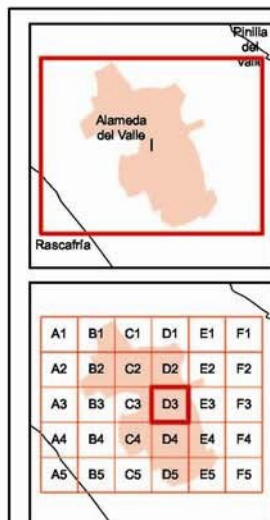 Pinilla
del
Valle
Alameda
del Valle
Rascafría
A1 B1 C1 D1 E1 F1
A2 B2 C2 D2 E2 F2
A3 B3 C3 D3 E3 F3
A4 B4 C4 D4 E4 F4
A5 B5 C5 D5 E5 F5